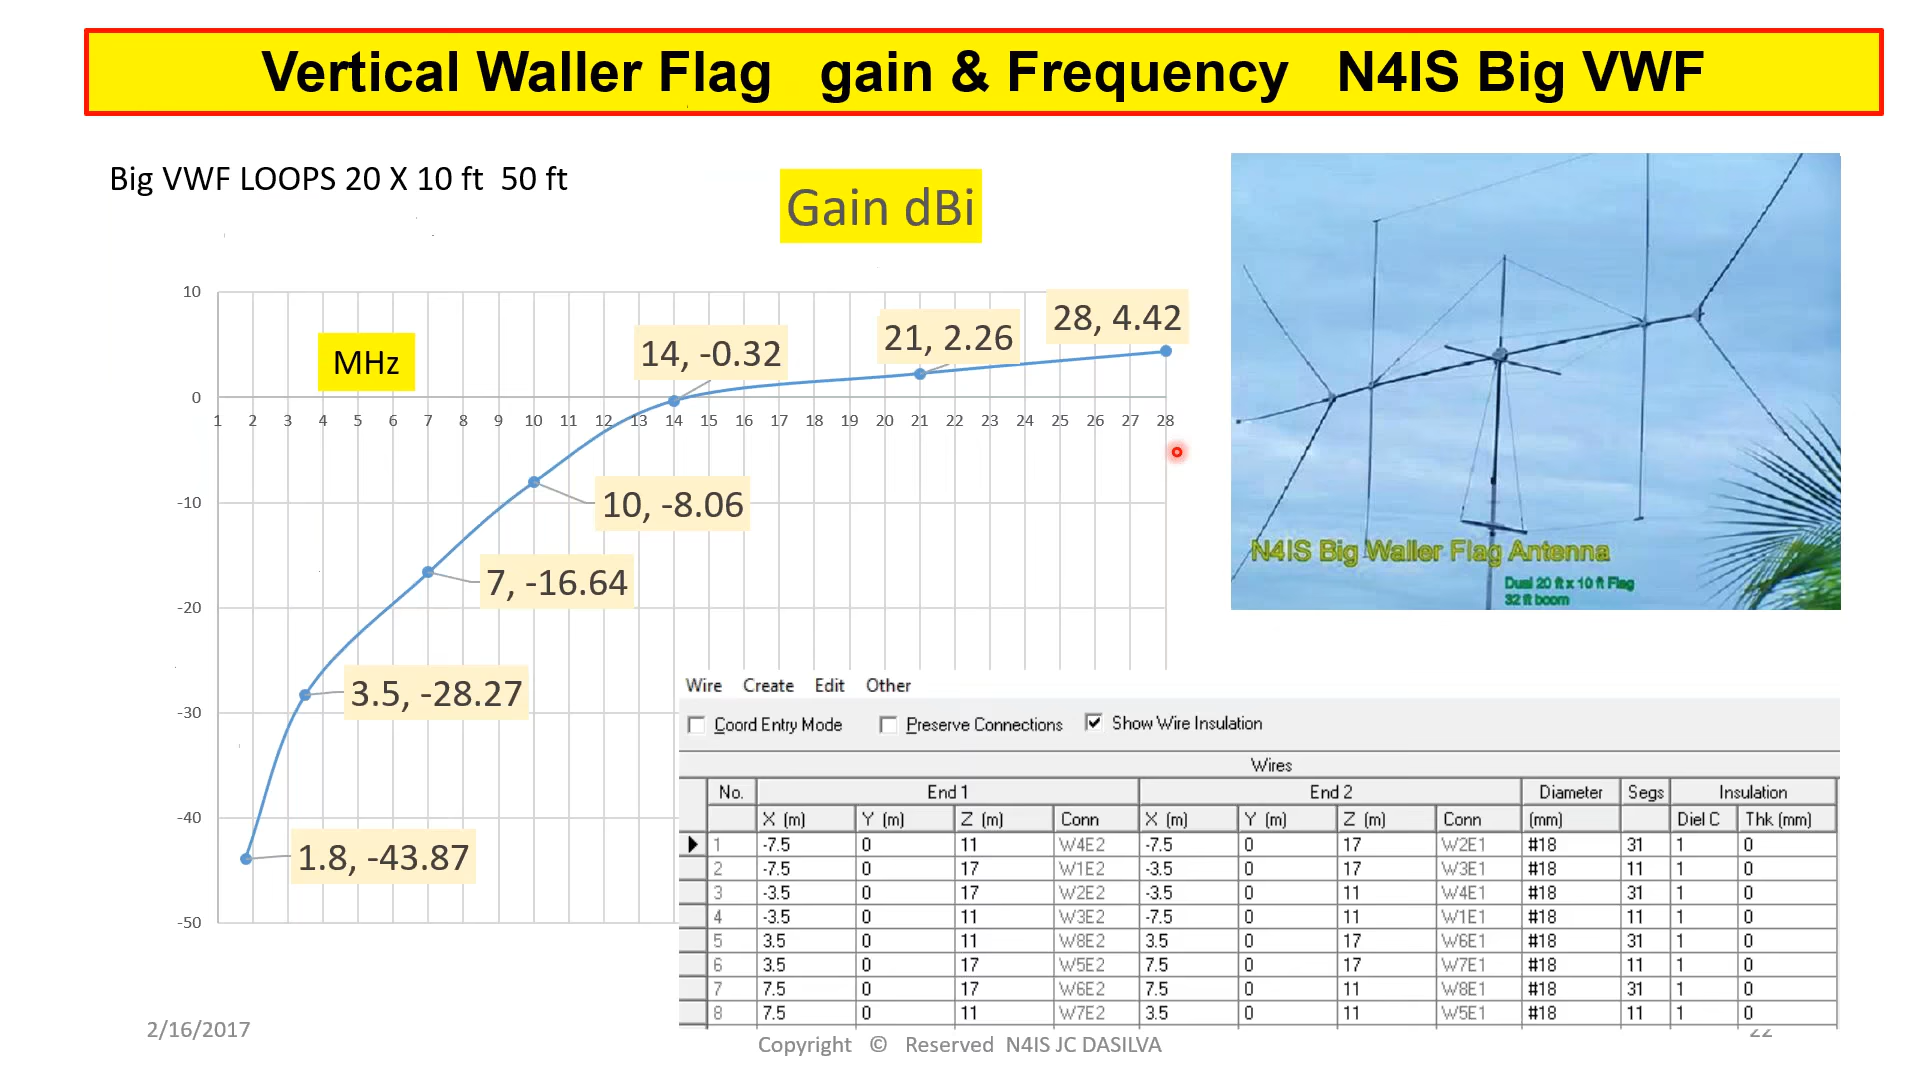 Vertical Waller Flag gain & Frequency N4IS Big VWF
Big VWF LOOPS 20 X 10 ft 50 ft
Gain dBi
MHz
10
0
-10
-20
-30
-40
-50
1 2 3 4 5 6 7 8 9 10 11 12 13 14 15 16 17 18 19 20 21 22 23 24 25 26 27 28
28, 4.42
21, 2.26
14, -0.32
10, -8.06
7, -16.64
3.5, -28.27
1.8, -43.87
N4IS Big Waller Flag Antenna
Dual 20 ft x 10 ft Flag
32 ft boom
Wire Create Edit Other
Coord Entry Mode Preserve Connections Show Wire Insulation
Wires
No. End 1 End 2 Diameter Segs Insulation
X (m) Y (m) Z (m) Conn X (m) Y (m) Z (m) Conn (mm) Diel C Thk (mm)
1 -7.5 0 11 W4E2 -7.5 0 17 W2E1 #18 31 1 0
2 -7.5 0 17 W1E2 -3.5 0 17 W3E1 #18 11 1 0
3 -3.5 0 17 W2E2 -3.5 0 11 W4E1 #18 31 1 0
4 -3.5 0 11 W3E2 -7.5 0 11 W1E1 #18 11 1 0
5 3.5 0 11 W8E2 3.5 0 17 W6E1 #18 31 1 0
6 3.5 0 17 W5E2 7.5 0 17 W7E1 #18 11 1 0
7 7.5 0 17 W6E2 7.5 0 11 W8E1 #18 31 1 0
8 7.5 0 11 W7E2 3.5 0 11 W5E1 #18 11 1 0
2/16/2017
Copyright © Reserved N4IS JC DASILVA
22